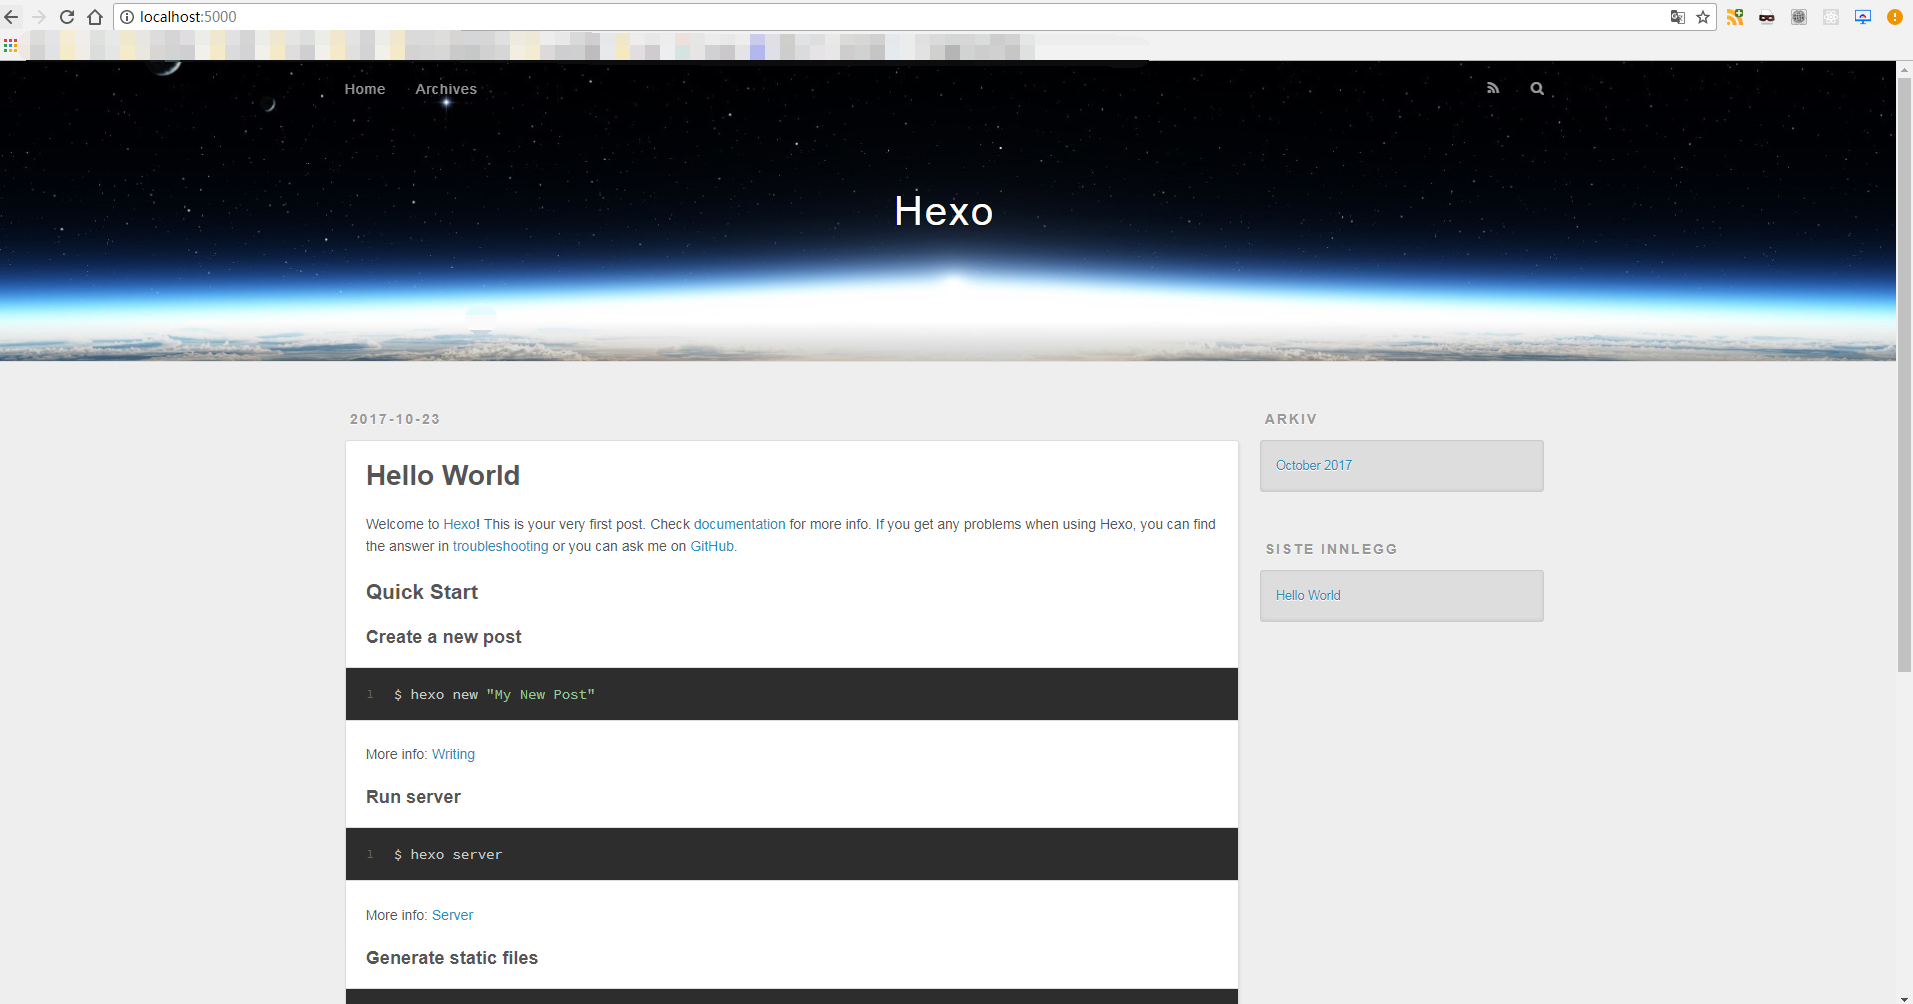 localhost:5000
Home Archives
Hexo
2017-10-23
Hello World
Welcome to Hexo! This is your very first post. Check documentation for more info. If you get any problems when using Hexo, you can find
the answer in troubleshooting or you can ask me on GitHub.
Quick Start
Create a new post
1 $ hexo new "My New Post"
More info: Writing
Run server
1 $ hexo server
More info: Server
Generate static files
ARKIV
October 2017
SISTE INNLEGG
Hello World